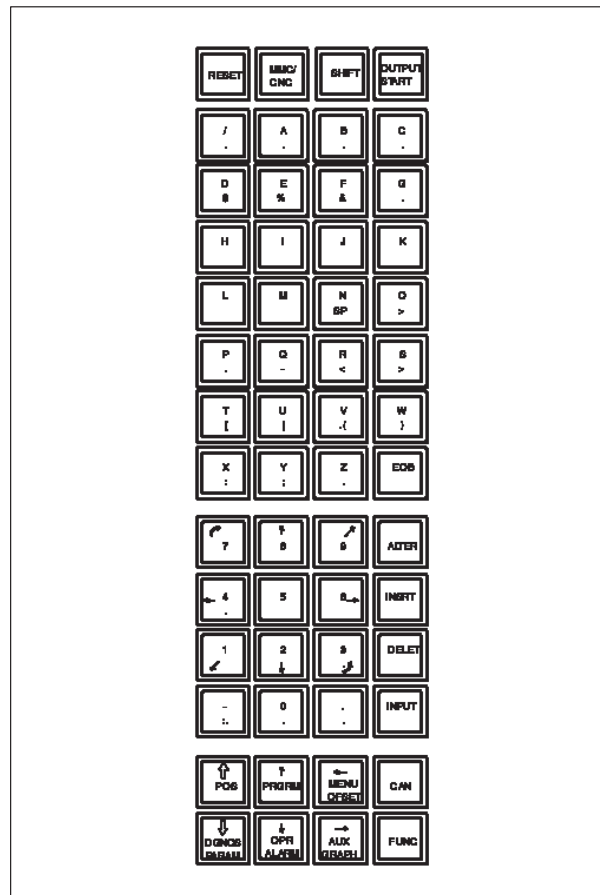 RESET MMC/ CNC SHIFT OUTPUT START
/ . A . B . C .
D @ E % F & G .
H I J K
L M N SP O >
P . Q - R < S >
T [ U | V .{ W }
X : Y ; Z . EOB
7 8 9 ALTER
4 . 5 6 INSRT
1 2 3 DELET
- :. 0 . . . INPUT
POS PRGRM MENU OFSET CAN
DGNOS PARAM OPR ALARM AUX GRAPH FUNC